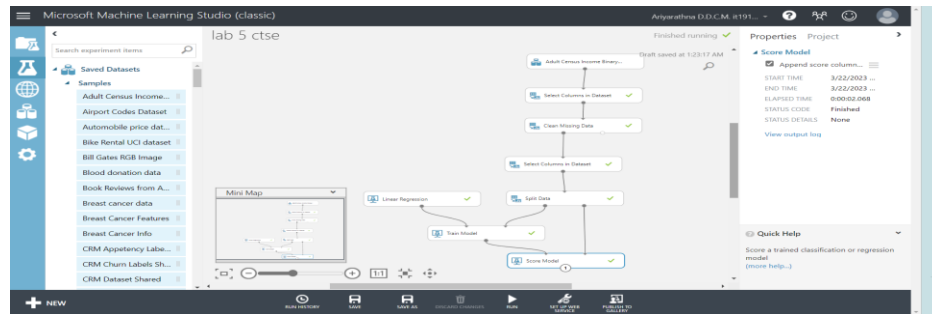 Microsoft Machine Learning Studio (classic)
Ariyarathna D.D.C.M. it191...
Search experiment items
Saved Datasets
Samples
Adult Census Income...
Airport Codes Dataset
Automobile price dat...
Bike Rental UCI dataset
Bill Gates RGB Image
Blood donation data
Book Reviews from A...
Breast cancer data
Breast Cancer Features
Breast Cancer Info
CRM Appetency Labe...
CRM Churn Labels Sh...
CRM Dataset Shared
lab 5 ctse
Finished running
Draft saved at 1:23:17 AM
Adult Census Income Binary...
Select Columns in Dataset
Clean Missing Data
Select Columns in Dataset
Linear Regression
Split Data
Train Model
Score Model
1
Mini Map
1:1
Properties Project
Score Model
Append score column...
START TIME 3/22/2023 ...
END TIME 3/22/2023 ...
ELAPSED TIME 0:00:02.068
STATUS CODE Finished
STATUS DETAILS None
View output log
Quick Help
Score a trained classification or regression
model
(more help...)
NEW
RUN HISTORY
SAVE
SAVE AS
DISCARD CHANGES
RUN
SET UP WEB
SERVICE
PUBLISH TO
GALLERY